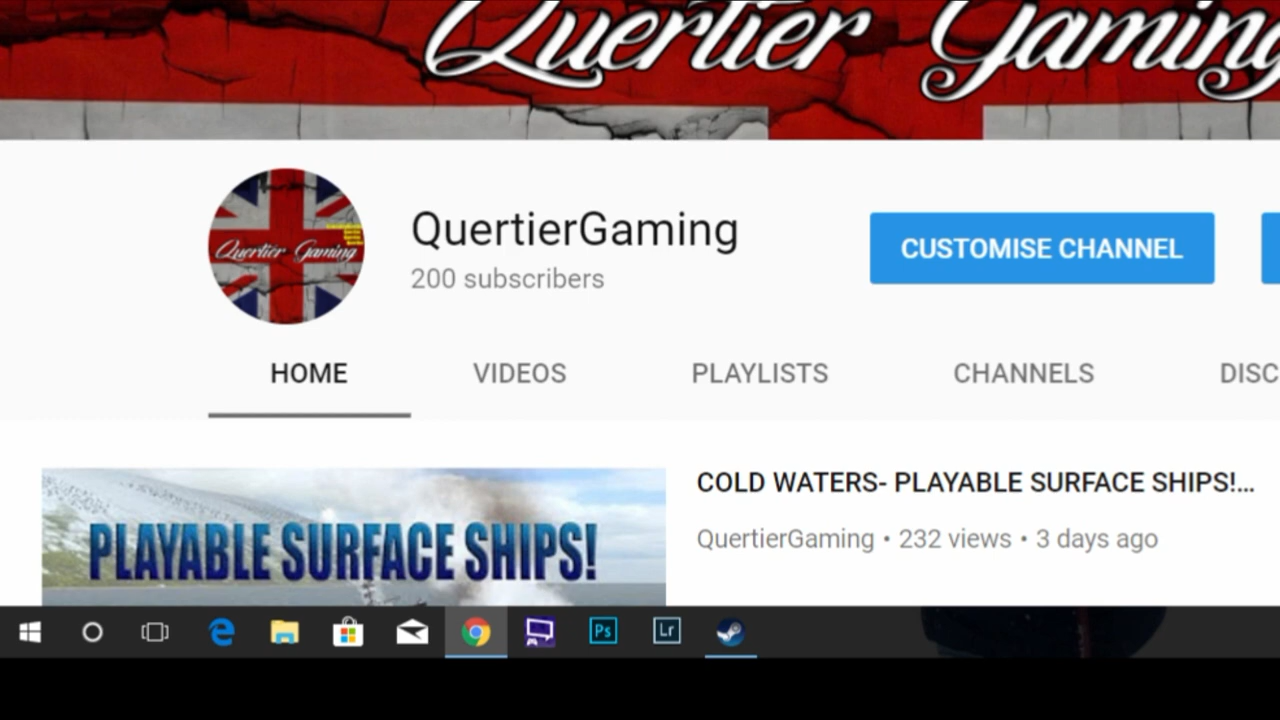 Quertier Gaming
QuertierGaming
200 subscribers
CUSTOMISE CHANNEL
Quertier Gaming
HOME VIDEOS PLAYLISTS CHANNELS DISC
PLAYABLE SURFACE SHIPS!
COLD WATERS- PLAYABLE SURFACE SHIPS!...
QuertierGaming • 232 views • 3 days ago
Ps Lr